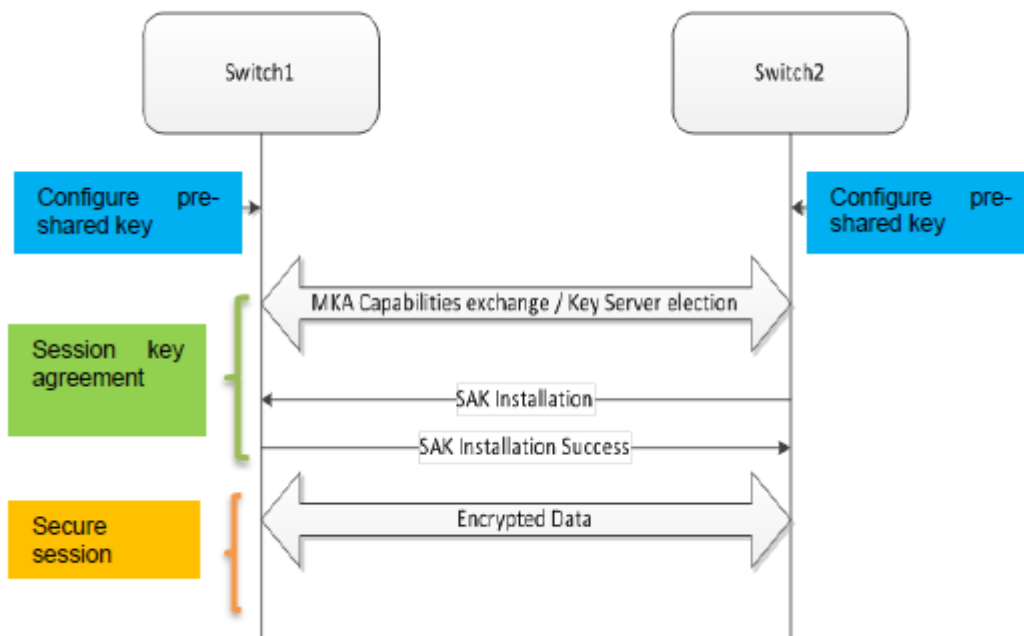 Switch1
Switch2
Configure pre-
shared key
Configure pre-
shared key
MKA Capabilities exchange / Key Server election
Session key
agreement
SAK Installation
SAK Installation Success
Secure
session
Encrypted Data